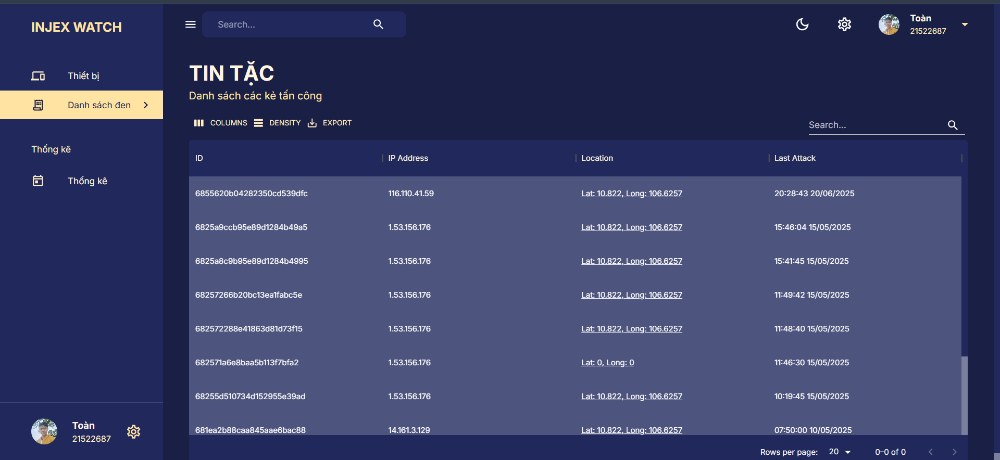 INJEX WATCH
Search...
Toàn
21522687
Thiết bị
Danh sách đen
Thống kê
Thống kê
TIN TẶC
Danh sách các kẻ tấn công
COLUMNS DENSITY EXPORT
Search...
ID IP Address Location Last Attack
6855620b04282350cd539dfc 116.110.41.59 Lat: 10.822, Long: 106.6257 20:28:43 20/06/2025
6825a9ccb95e89d1284b49a5 1.53.156.176 Lat: 10.822, Long: 106.6257 15:46:04 15/05/2025
6825a8c9b95e89d1284b4995 1.53.156.176 Lat: 10.822, Long: 106.6257 15:41:45 15/05/2025
68257266b20bc13ea1fabc5e 1.53.156.176 Lat: 10.822, Long: 106.6257 11:49:42 15/05/2025
682572288e41863d81d73f15 1.53.156.176 Lat: 10.822, Long: 106.6257 11:48:40 15/05/2025
682571a6e8baa5b113f7bfa2 1.53.156.176 Lat: 0, Long: 0 11:46:30 15/05/2025
68255d510734d152955e39ad 1.53.156.176 Lat: 10.822, Long: 106.6257 10:19:45 15/05/2025
681ea2b88caa845aae6bac88 14.161.3.129 Lat: 10.822, Long: 106.6257 07:50:00 10/05/2025
Rows per page: 20 0–0 of 0
Toàn
21522687